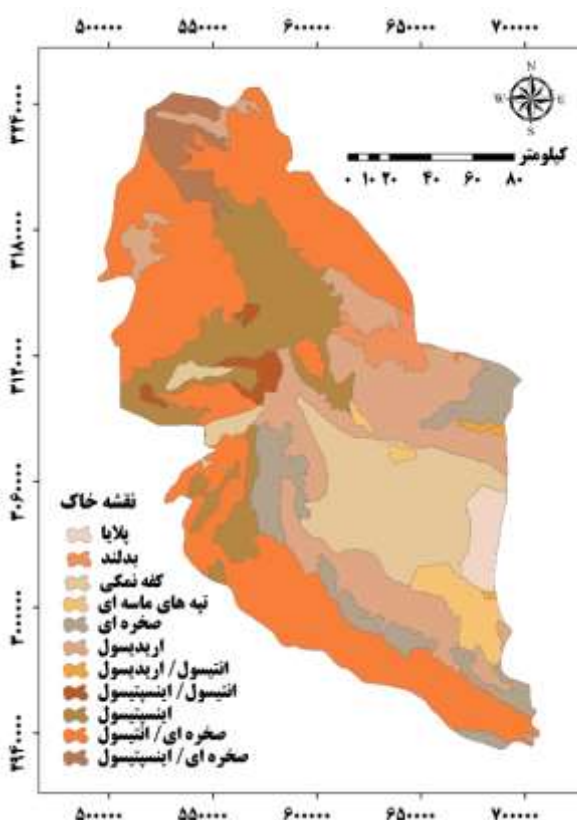 ۵۰۰۰۰۰ ۵۵۰۰۰۰ ۶۰۰۰۰۰ ۶۵۰۰۰۰ ۷۰۰۰۰۰
N
W E
S
کیلومتر
۰ ۱۰ ۲۰ ۴۰ ۶۰ ۸۰
۳۲۴۰۰۰۰
۳۱۸۰۰۰۰
۳۱۲۰۰۰۰
۳۰۶۰۰۰۰
۳۰۰۰۰۰۰
۲۹۴۰۰۰۰
نقشه خاک
پلایا
بدلند
کفه نمکی
تپه های ماسه ای
صخره ای
اریدیسول
انتیسول/ اریدیسول
انتیسول/ اینسپتیسول
اینسپتیسول
صخره ای/ انتیسول
صخره ای/ اینسپتیسول
۵۰۰۰۰۰ ۵۵۰۰۰۰ ۶۰۰۰۰۰ ۶۵۰۰۰۰ ۷۰۰۰۰۰